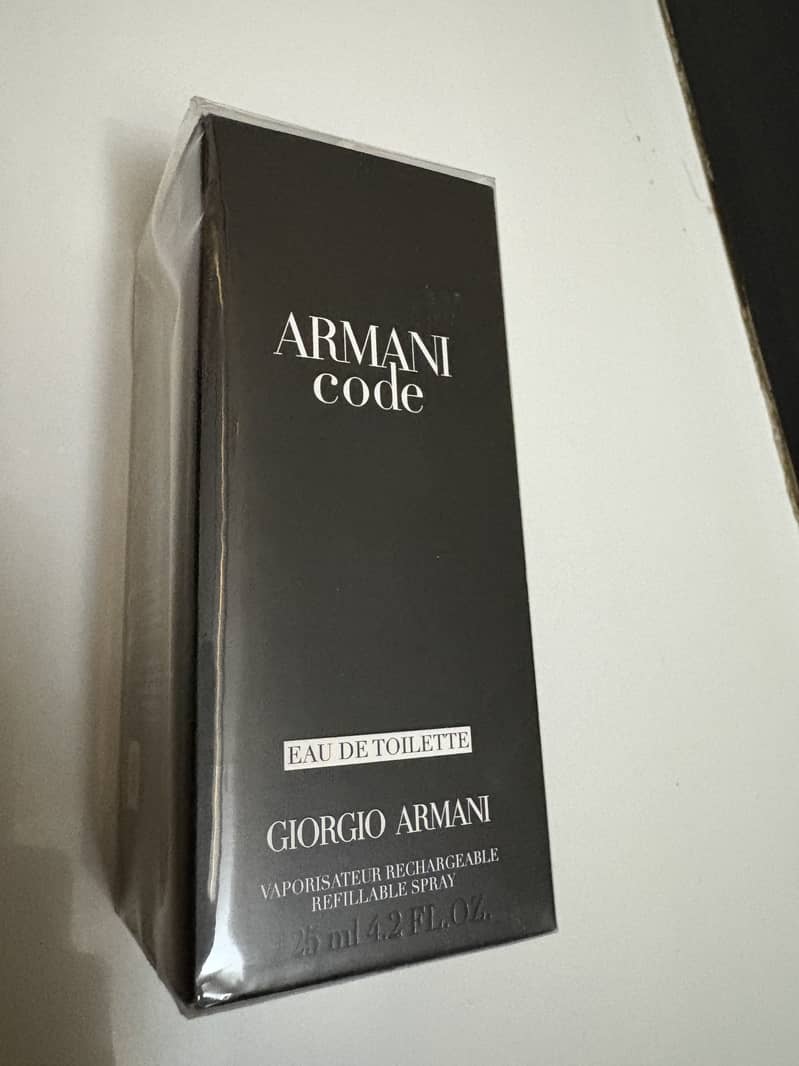 ARMANI
code
EAU DE TOILETTE
GIORGIO ARMANI
VAPORISATEUR RECHARGEABLE
REFILLABLE SPRAY
125 ml 4.2 FL.OZ.